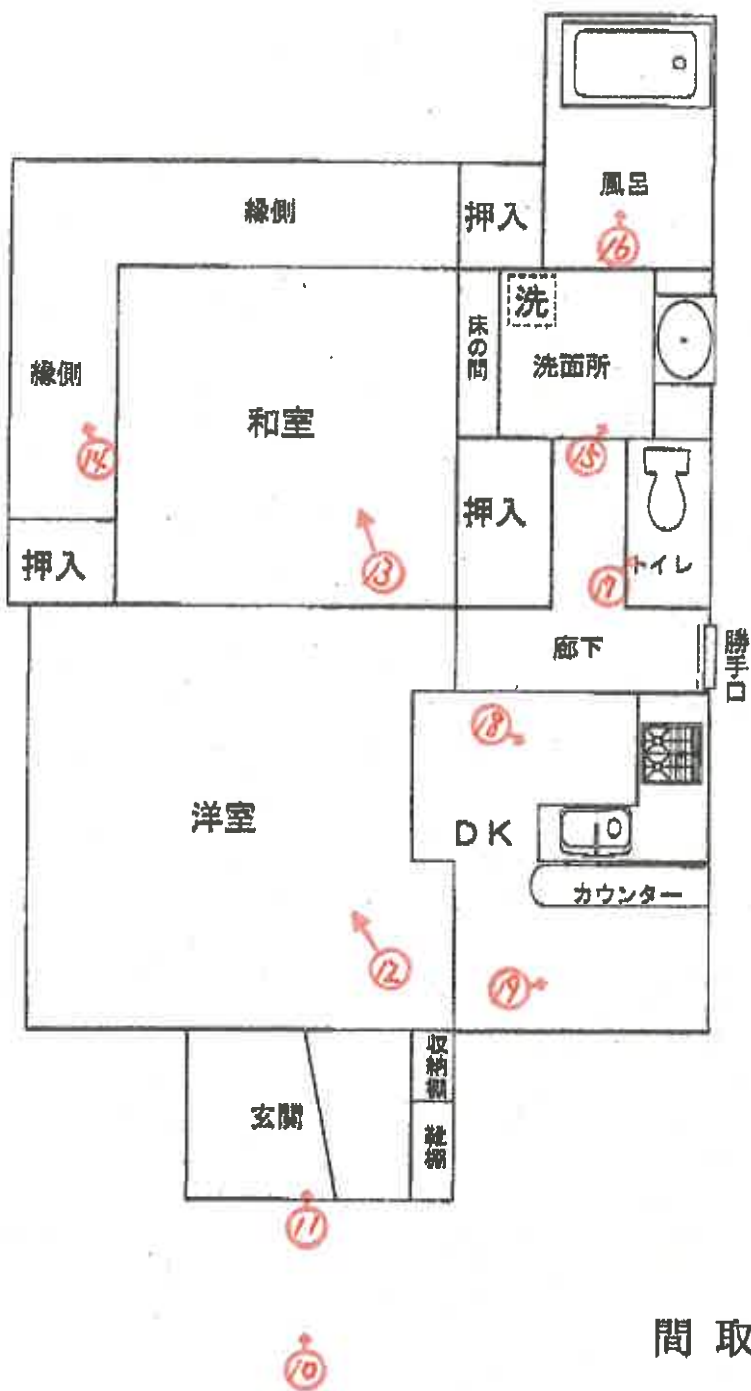 風呂
縁側
押入
⑯
洗
床の間
洗面所
縁側
和室
⑭
⑮
押入
押入
⑬
⑰
トイレ
廊下
勝手口
⑱
洋室
DK
カウンター
⑫
⑲
収納棚
玄関
靴棚
⑪
⑩
間取